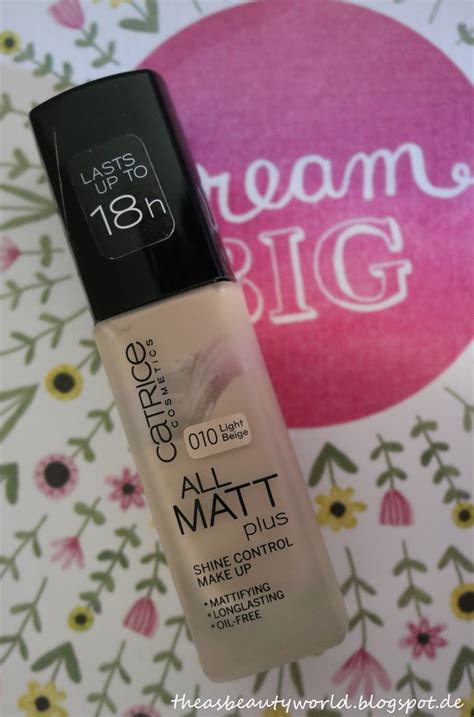 LASTS
UP TO
18h
ream
BIG
CATRICE
COSMETICS
010 Light
Beige
ALL
MATT
plus
SHINE CONTROL
MAKE UP
+MATTIFYING
+LONGLASTING
+OIL-FREE
theasbeautyworld.blogspot.de